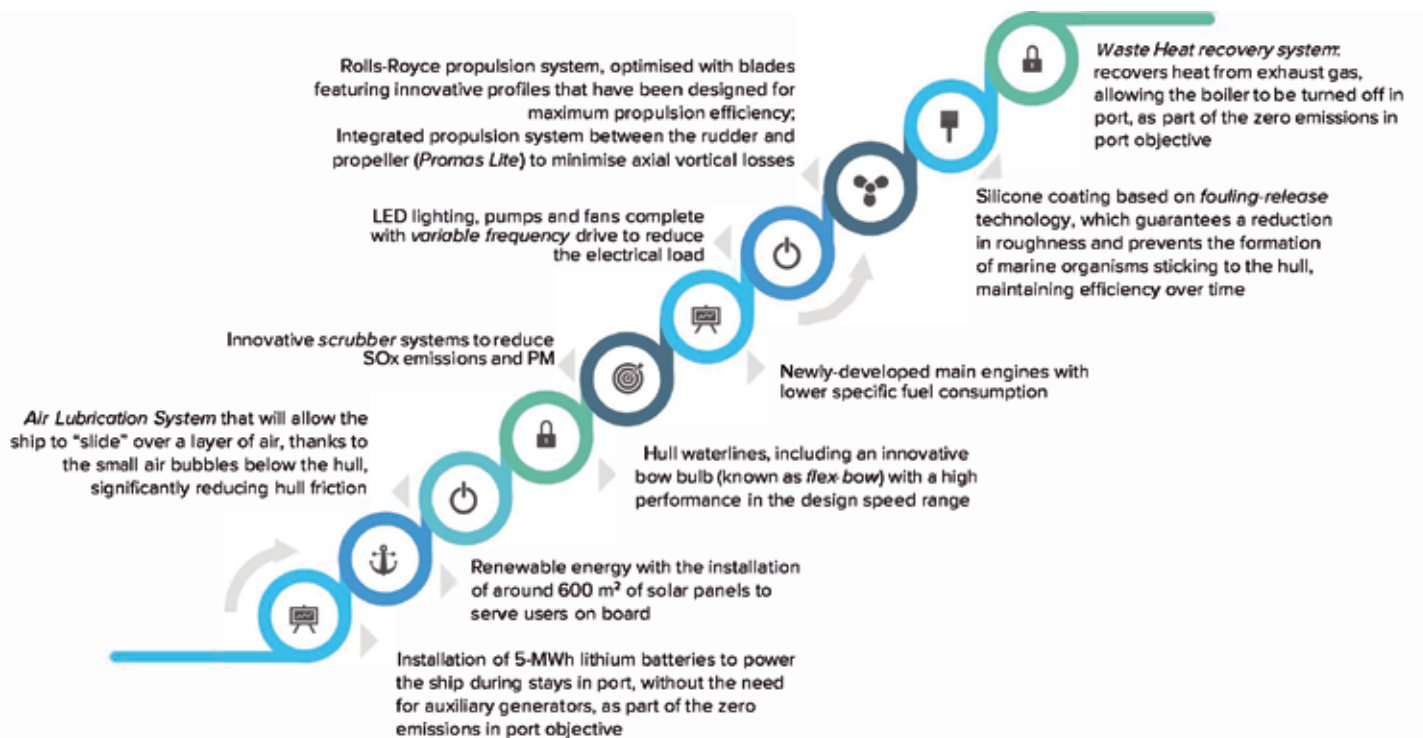 Rolls-Royce propulsion system, optimised with blades
featuring innovative profiles that have been designed for
maximum propulsion efficiency;
Integrated propulsion system between the rudder and
propeller (Promas Lite) to minimise axial vortical losses
Waste Heat recovery system:
recovers heat from exhaust gas,
allowing the boiler to be turned off in
port, as part of the zero emissions in
port objective
LED lighting, pumps and fans complete
with variable frequency drive to reduce
the electrical load
Silicone coating based on fouling-release
technology, which guarantees a reduction
in roughness and prevents the formation
of marine organisms sticking to the hull,
maintaining efficiency over time
Innovative scrubber systems to reduce
SOx emissions and PM
Newly-developed main engines with
lower specific fuel consumption
Air Lubrication System that will allow the
ship to “slide” over a layer of air, thanks to
the small air bubbles below the hull,
significantly reducing hull friction
Hull waterlines, including an innovative
bow bulb (known as flex-bow) with a high
performance in the design speed range
Renewable energy with the installation
of around 600 m² of solar panels to
serve users on board
Installation of 5-MWh lithium batteries to power
the ship during stays in port, without the need
for auxiliary generators, as part of the zero
emissions in port objective